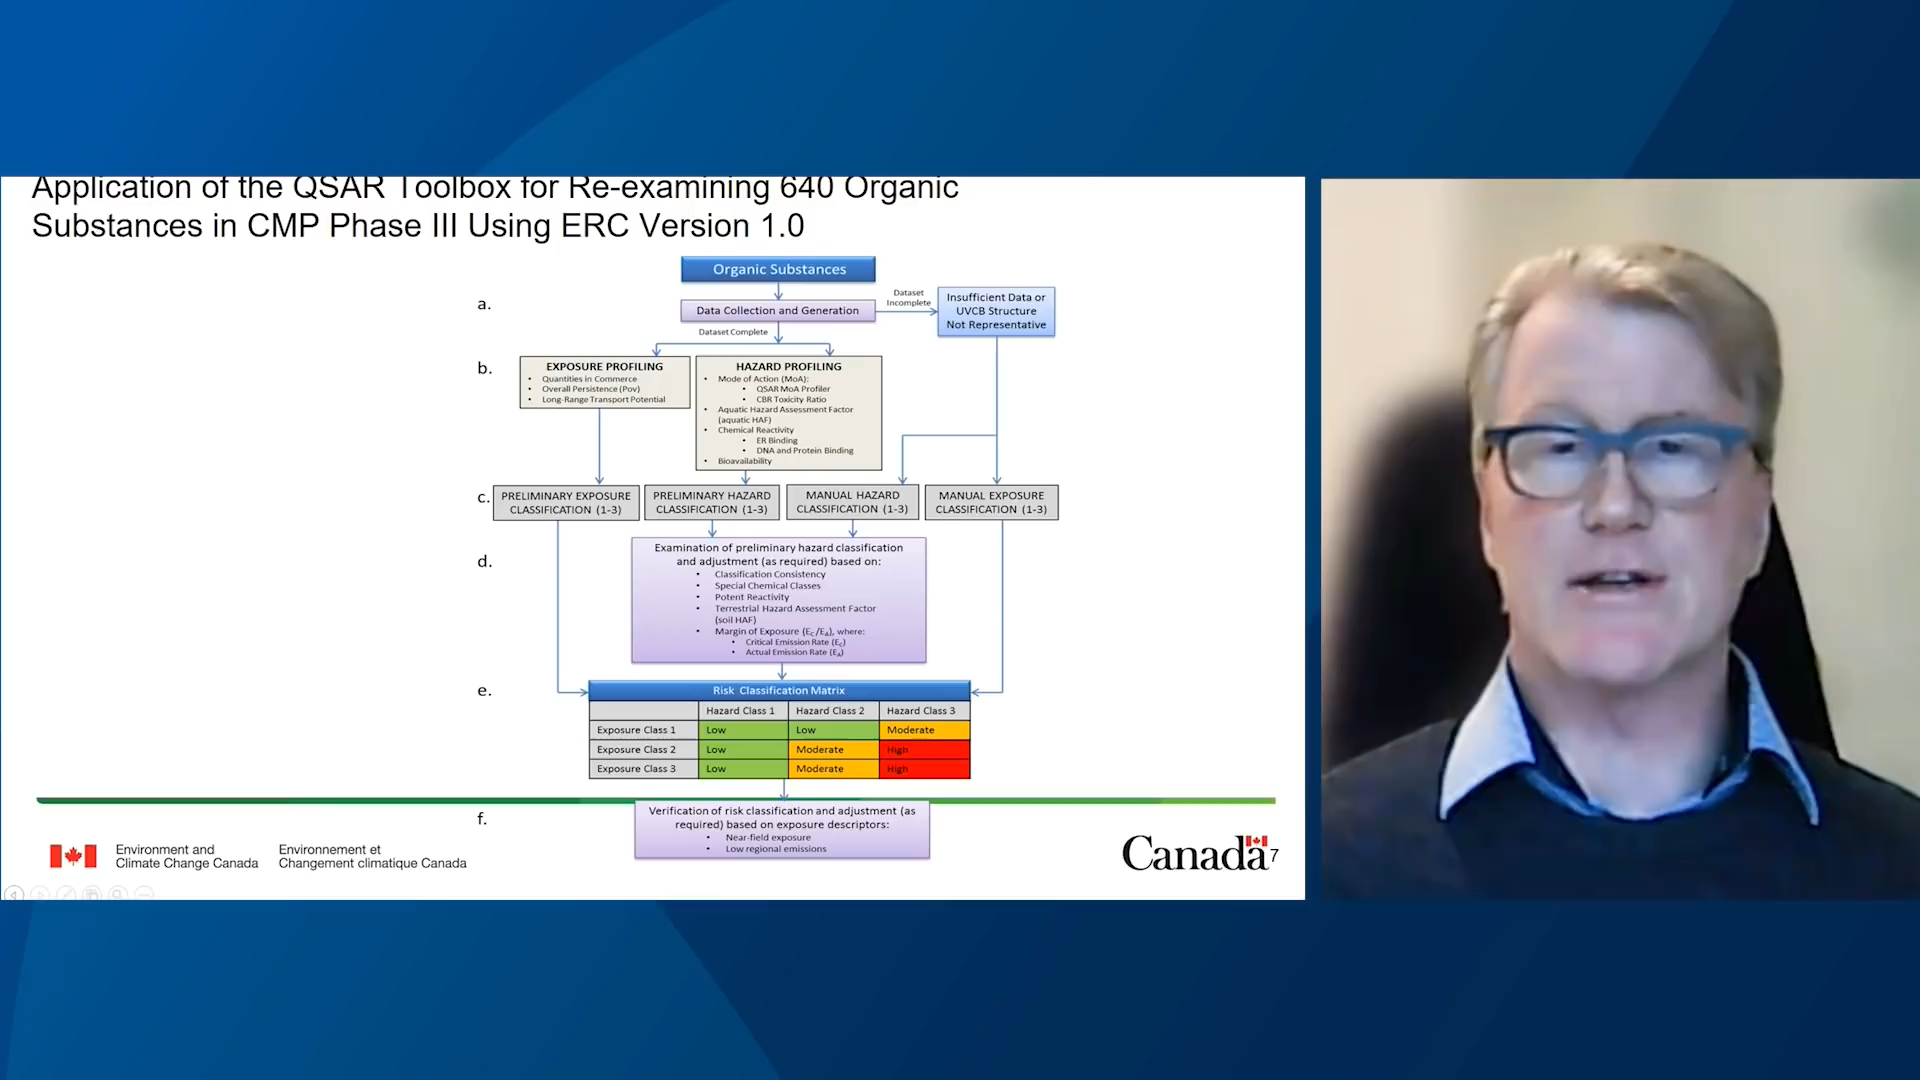 Application of the QSAR Toolbox for Re-examining 640 Organic
Substances in CMP Phase III Using ERC Version 1.0
Organic Substances
a.
Data Collection and Generation
Dataset
Incomplete
Insufficient Data or
UVCB Structure
Not Representative
Dataset Complete
b.
EXPOSURE PROFILING
• Quantities in Commerce
• Overall Persistence (Pov)
• Long-Range Transport Potential
HAZARD PROFILING
• Mode of Action (MoA):
• QSAR MoA Profiler
• CBR Toxicity Ratio
• Aquatic Hazard Assessment Factor
(aquatic HAF)
• Chemical Reactivity
• ER Binding
• DNA and Protein Binding
• Bioavailability
c.
PRELIMINARY EXPOSURE
CLASSIFICATION (1-3)
PRELIMINARY HAZARD
CLASSIFICATION (1-3)
MANUAL HAZARD
CLASSIFICATION (1-3)
MANUAL EXPOSURE
CLASSIFICATION (1-3)
d.
Examination of preliminary hazard classification
and adjustment (as required) based on:
• Classification Consistency
• Special Chemical Classes
• Potent Reactivity
• Terrestrial Hazard Assessment Factor
(soil HAF)
• Margin of Exposure (EC/EA), where:
• Critical Emission Rate (EC)
• Actual Emission Rate (EA)
e.
Risk Classification Matrix
Hazard Class 1 Hazard Class 2 Hazard Class 3
Exposure Class 1 Low Low Moderate
Exposure Class 2 Low Moderate High
Exposure Class 3 Low Moderate High
f.
Verification of risk classification and adjustment (as
required) based on exposure descriptors:
• Near-field exposure
• Low regional emissions
Environment and
Climate Change Canada
Environnement et
Changement climatique Canada
Canada
7